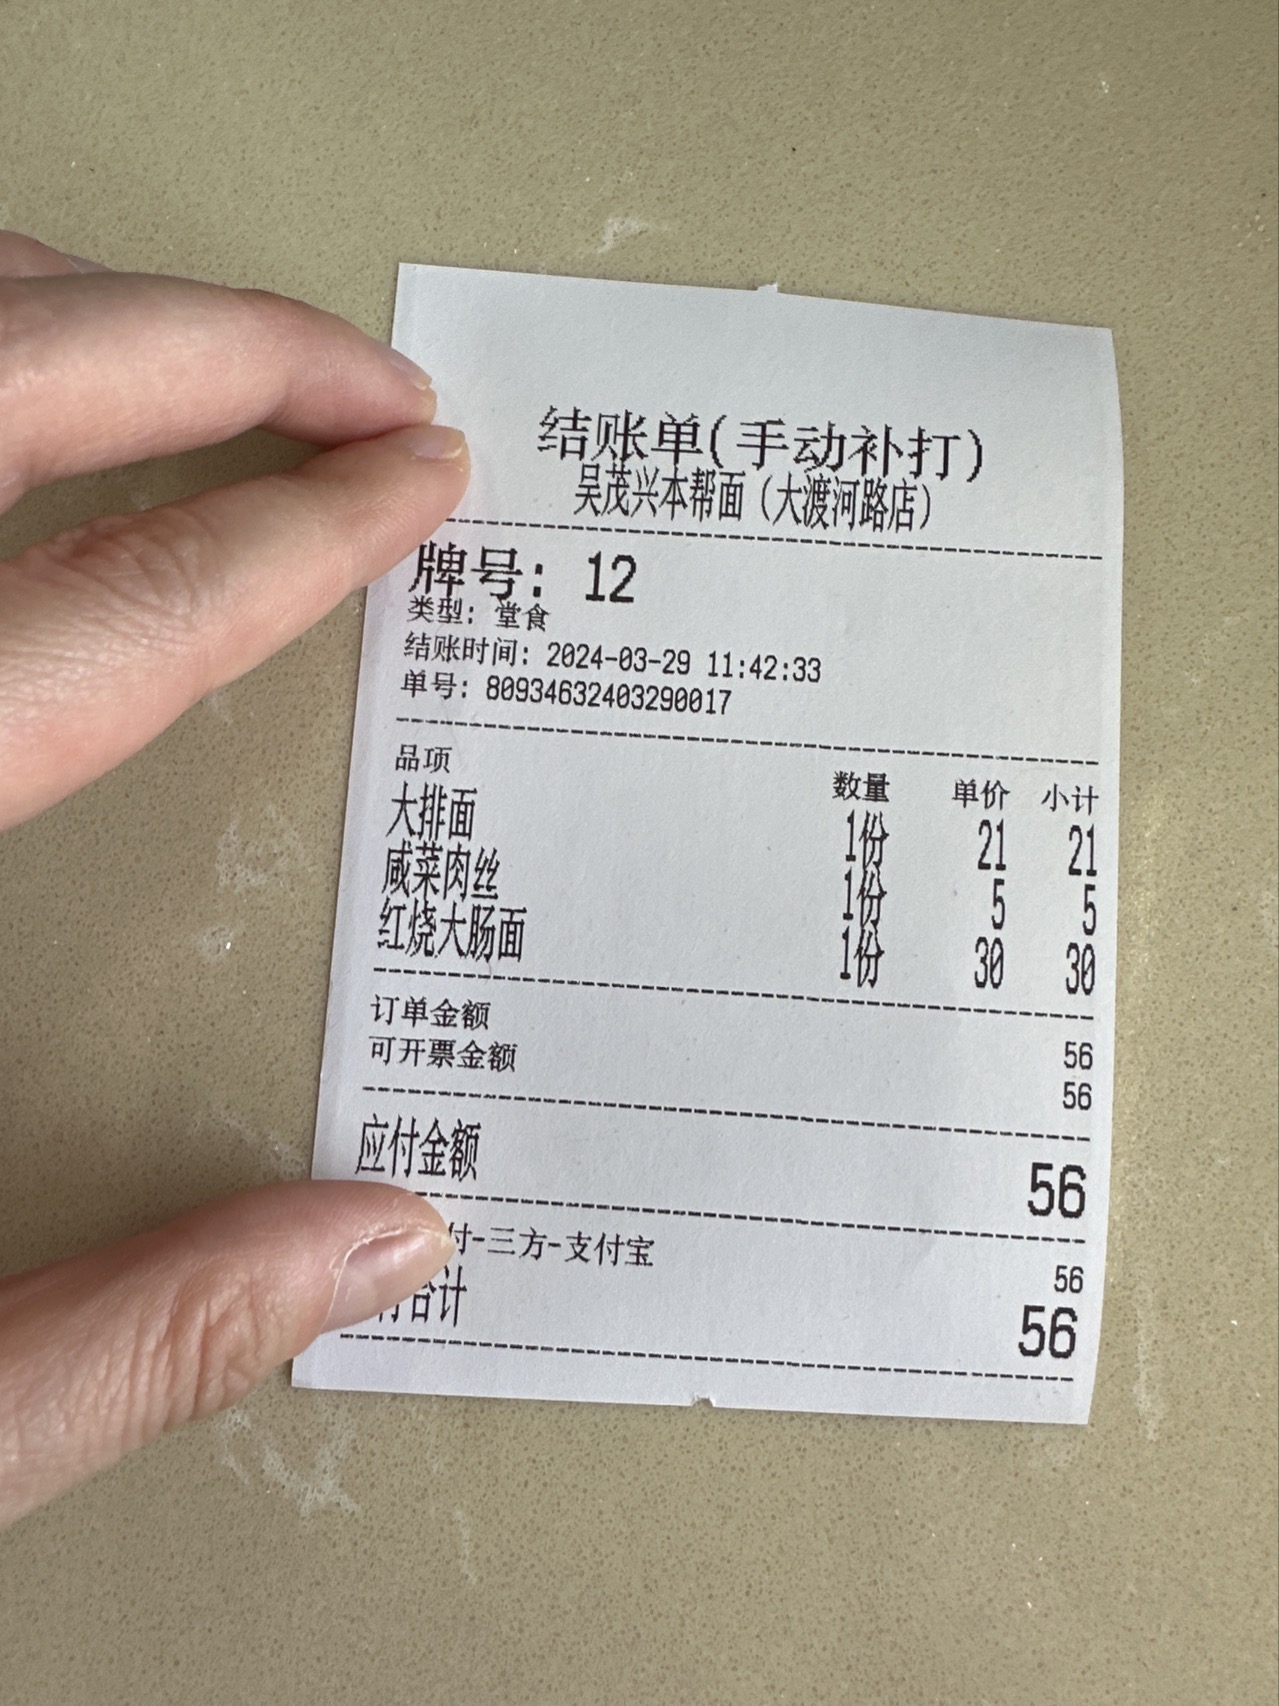 结账单(手动补打)
吴茂兴本帮面（大渡河路店）
牌号: 12
类型: 堂食
结账时间: 2024-03-29 11:42:33
单号: 80934632403290017
品项 数量 单价 小计
大排面 1份 21 21
咸菜肉丝 1份 5 5
红烧大肠面 1份 30 30
订单金额 56
可开票金额 56
应付金额 56
付-三方-支付宝 56
合计 56